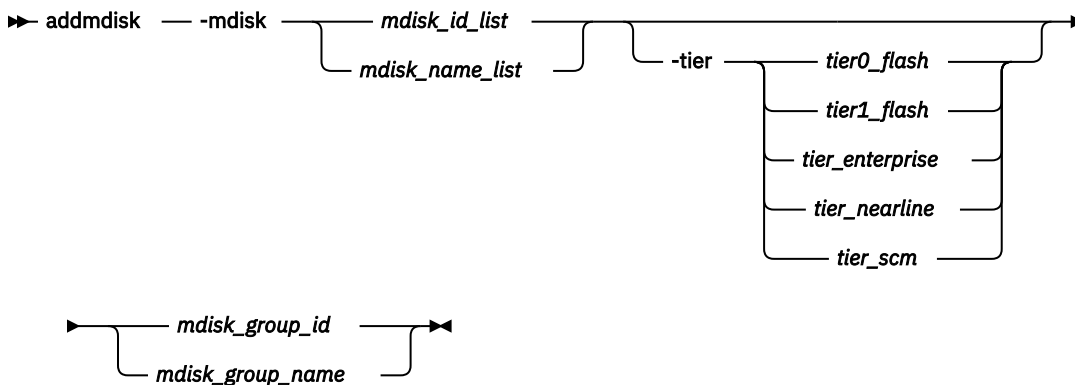 addmdisk -mdisk mdisk_id_list
mdisk_name_list
-tier tier0_flash
tier1_flash
tier_enterprise
tier_nearline
tier_scm
mdisk_group_id
mdisk_group_name